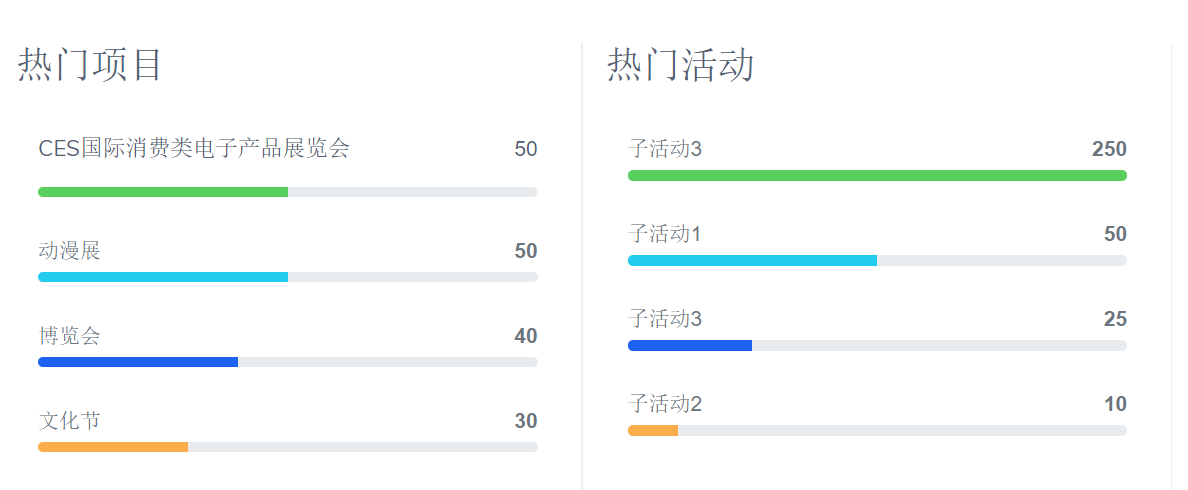 热门项目
CES国际消费类电子产品展览会 50
动漫展 50
博览会 40
文化节 30
热门活动
子活动3 250
子活动1 50
子活动3 25
子活动2 10